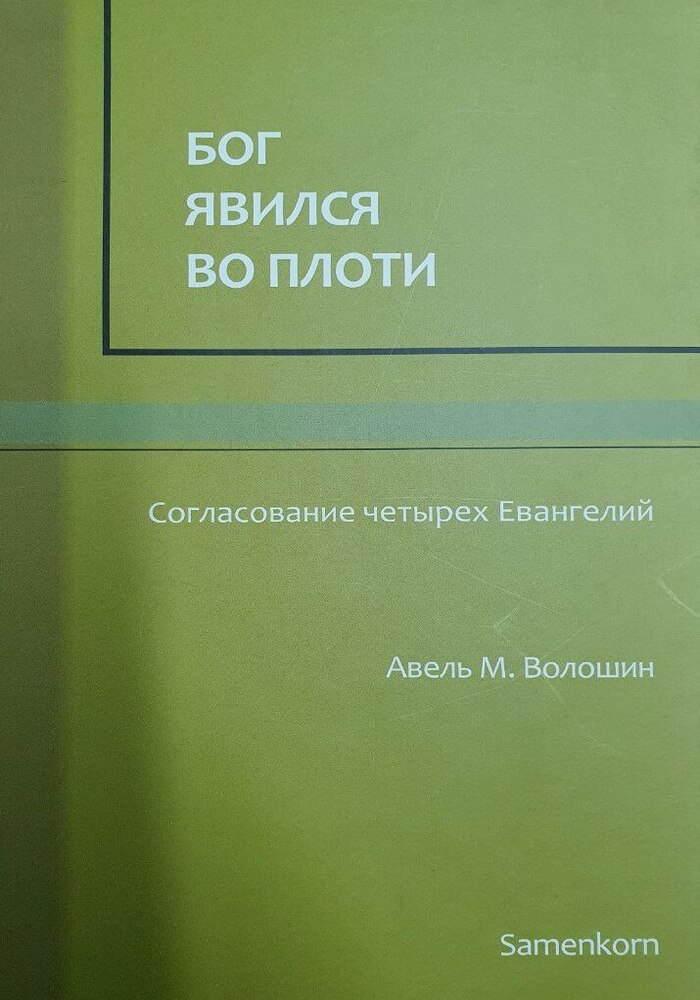 БОГ
ЯВИЛСЯ
ВО ПЛОТИ
Согласование четырех Евангелий
Авель М. Волошин
Samenkorn